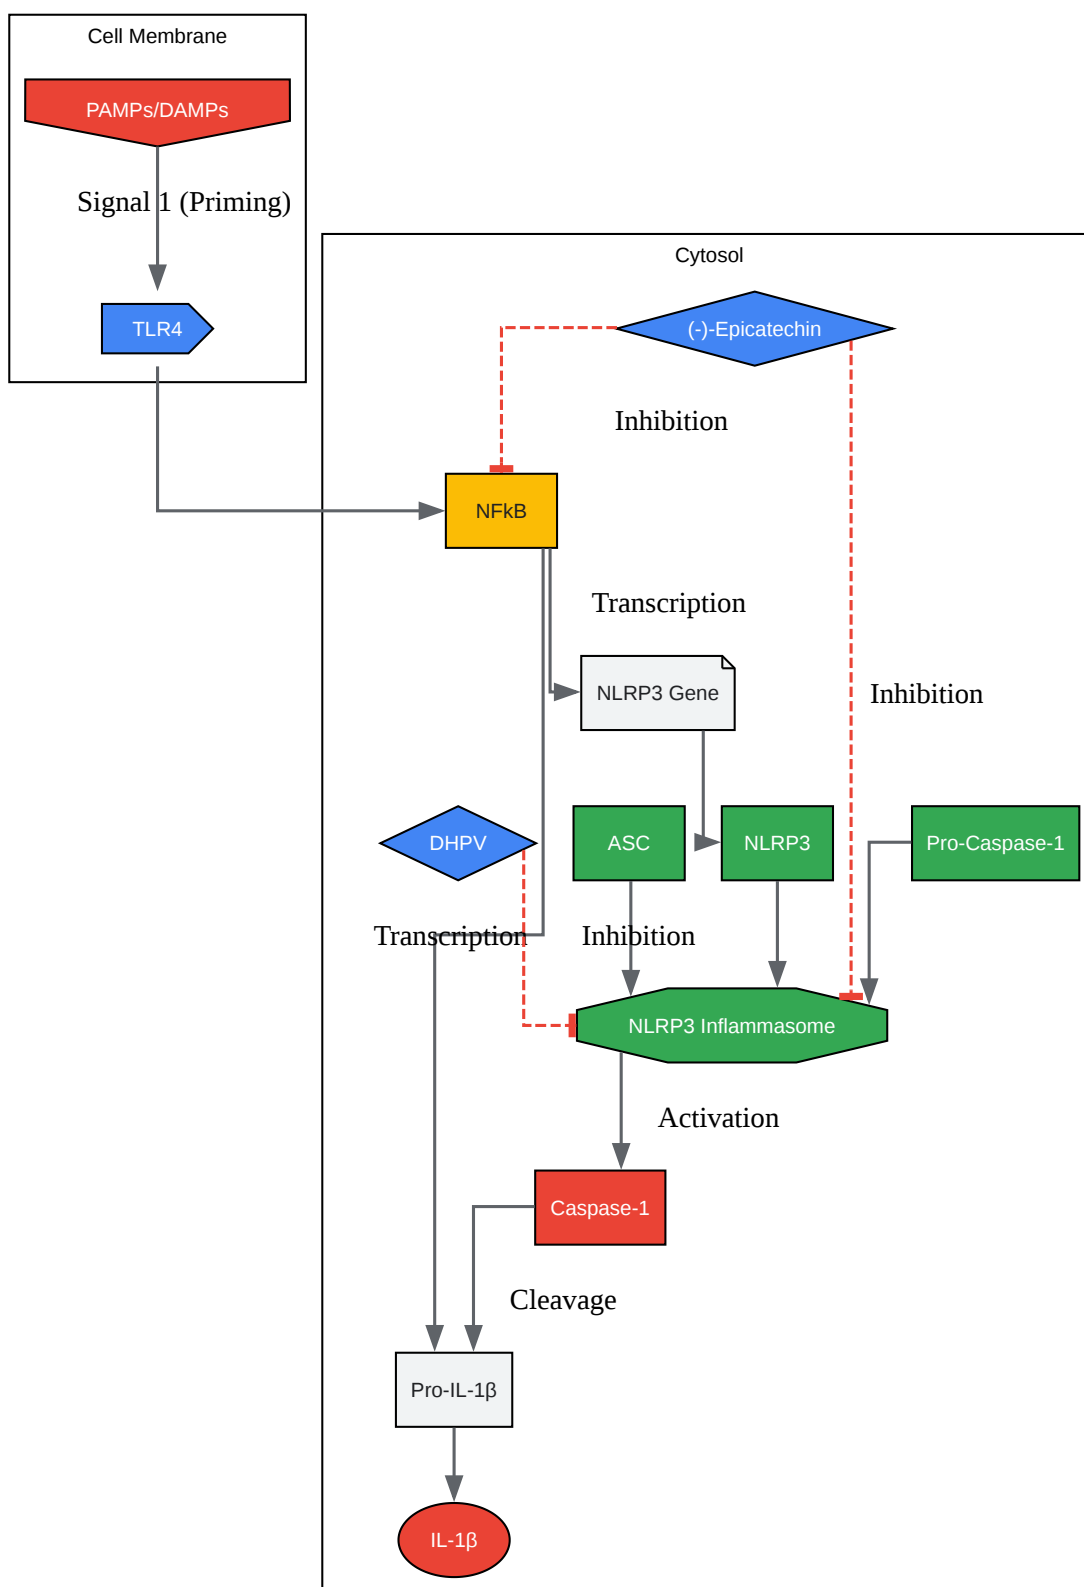 Cell Membrane
PAMPs/DAMPs
Signal 1 (Priming)
TLR4
Cytosol
(-)-Epicatechin
Inhibition
NFkB
Transcription
NLRP3 Gene
Inhibition
DHPV
ASC
NLRP3
Pro-Caspase-1
Transcription
Inhibition
NLRP3 Inflammasome
Activation
Caspase-1
Cleavage
Pro-IL-1β
IL-1β